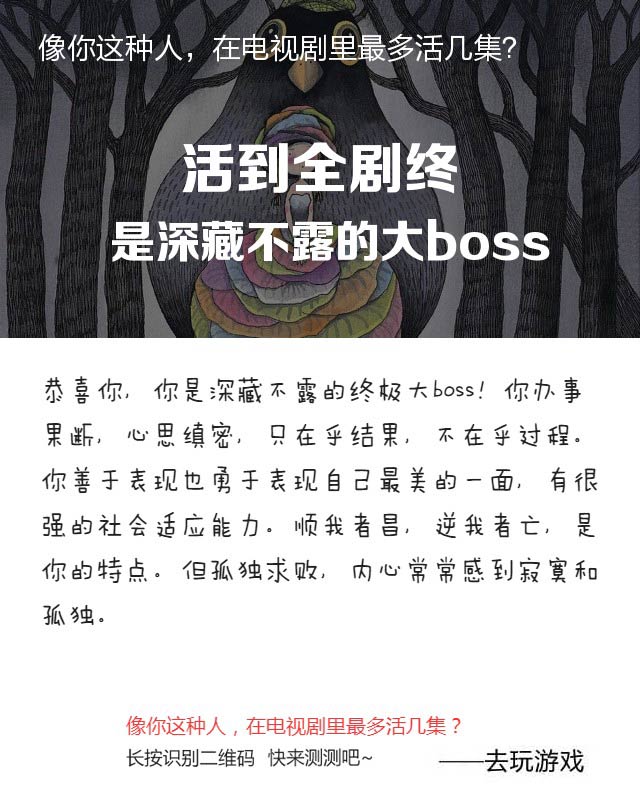 像你这种人，在电视剧里最多活几集？
活到全剧终
是深藏不露的大boss
恭喜你，你是深藏不露的终极大boss！你办事
果断，心思缜密，只在乎结果，不在乎过程。
你善于表现也勇于表现自己最美的一面，有很
强的社会适应能力。顺我者昌，逆我者亡，是
你的特点。但孤独求败，内心常常感到寂寞和
孤独。
像你这种人，在电视剧里最多活几集？
长按识别二维码 快来测测吧~
——去玩游戏